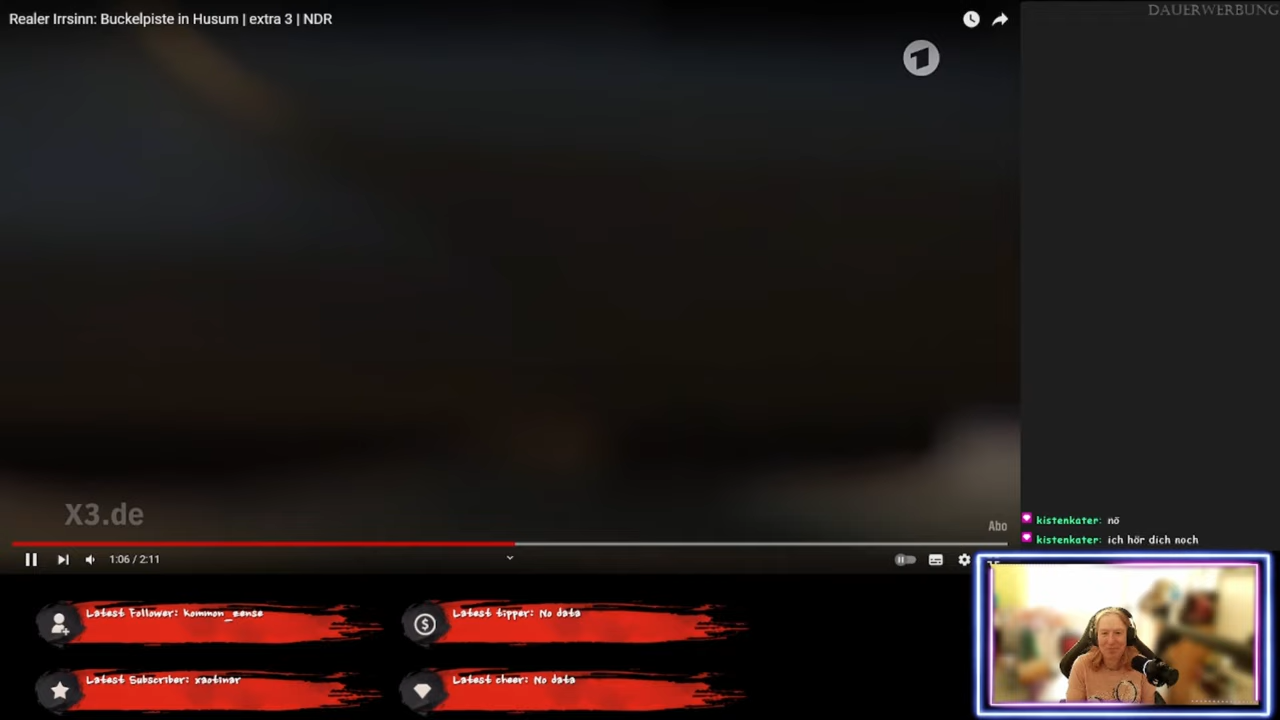 Realer Irrsinn: Buckelpiste in Husum | extra 3 | NDR
DAUERWERBUNG
X3.de
Abo
1:06 / 2:11
kistenkater: nö
kistenkater: ich hör dich noch
Latest Follower: Kommon_sense
Latest tipper: No data
Latest Subscriber: xaotinar
Latest cheer: No data